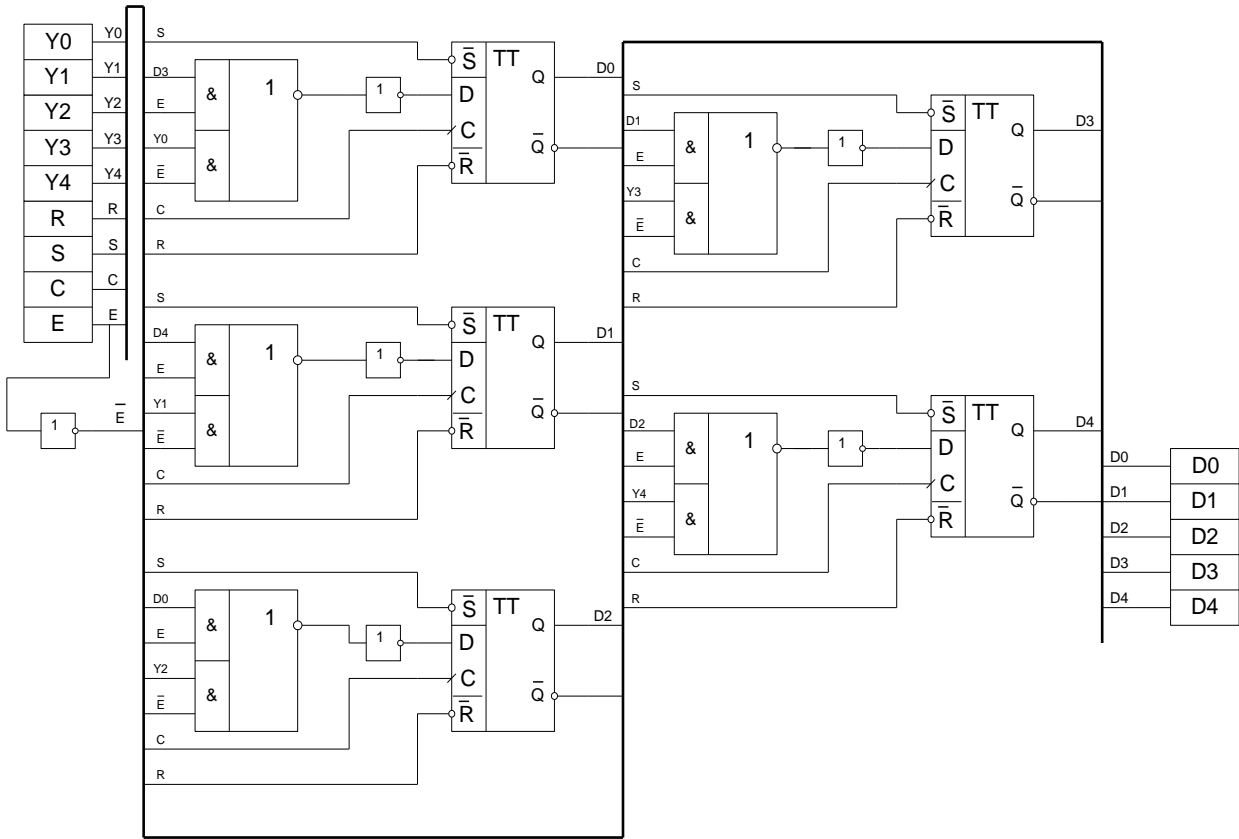 Y0 Y0
Y1 Y1
Y2 Y2
Y3 Y3
Y4 Y4
R R
S S
C C
E E
1 E̅
S
D3
E
Y0
E̅
C
R
& 1
&
1
S̅ TT
D Q
C
R̅ Q̅
D0
S
D4
E
Y1
E̅
C
R
& 1
&
1
S̅ TT
D Q
C
R̅ Q̅
D1
S
D0
E
Y2
E̅
C
R
& 1
&
1
S̅ TT
D Q
C
R̅ Q̅
D2
S
D1
E
Y3
E̅
C
R
& 1
&
1
S̅ TT
D Q
C
R̅ Q̅
D3
S
D2
E
Y4
E̅
C
R
& 1
&
1
S̅ TT
D Q
C
R̅ Q̅
D4
D0 D0
D1 D1
D2 D2
D3 D3
D4 D4